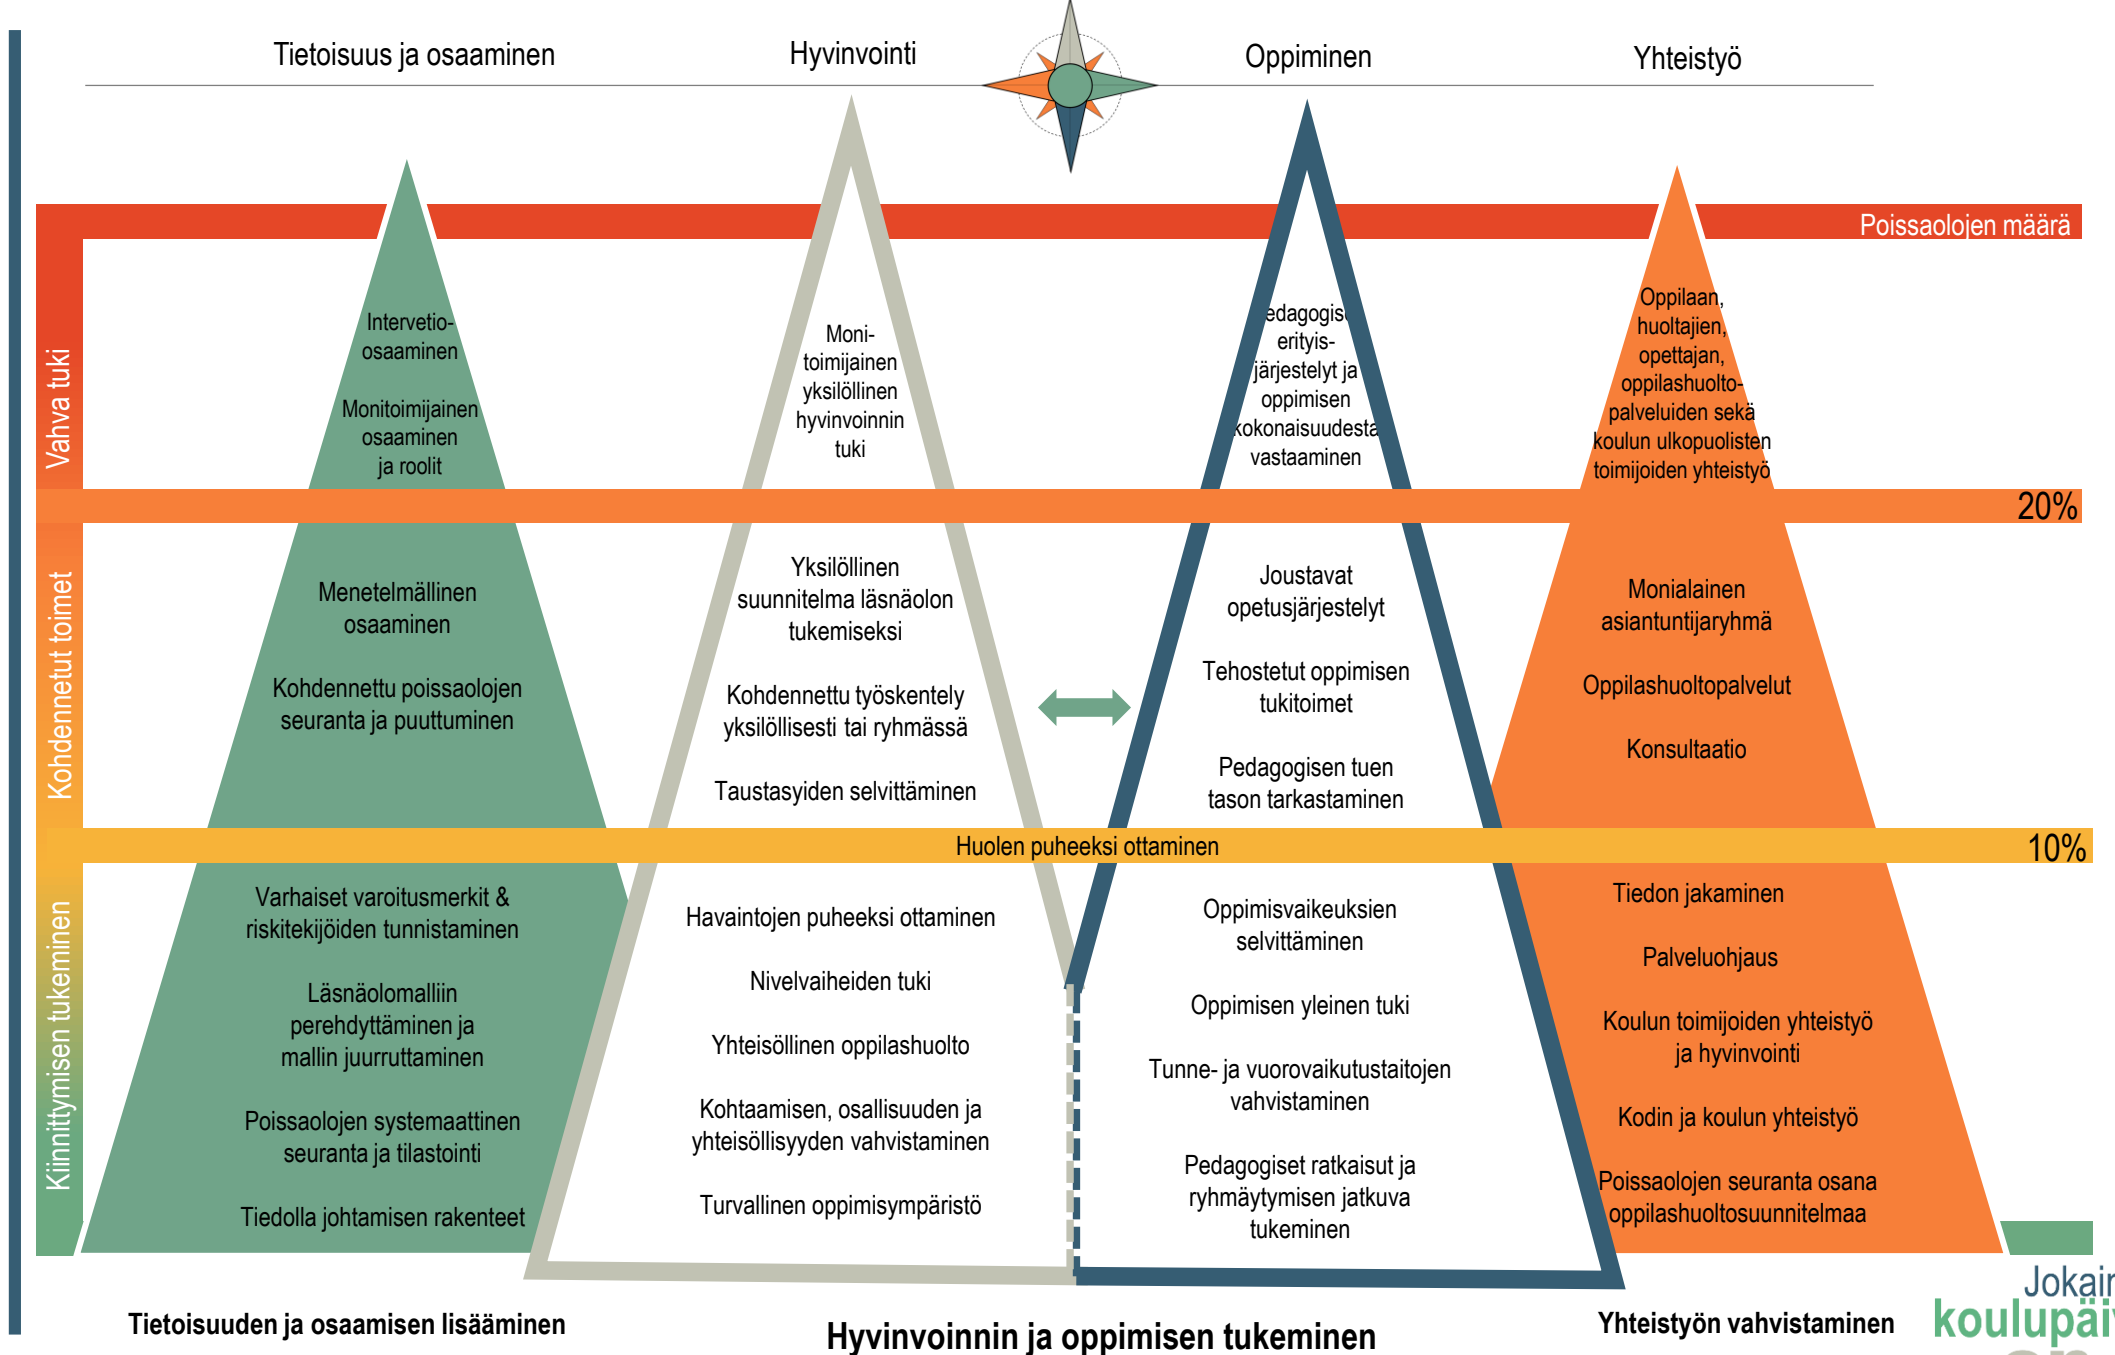 Tietoisuus ja osaaminen
Hyvinvointi
Oppiminen
Yhteistyö
Poissaolojen määrä
Vahva tuki
Intervetio-
osaaminen
Monitoimijainen
osaaminen
ja roolit
Moni-
toimijainen
yksilöllinen
hyvinvoinnin
tuki
edagogise
erityis-
järjestelyt ja
oppimisen
kokonaisuudesta
vastaaminen
Oppilaan,
huoltajien,
opettajan,
oppilashuolto-
palveluiden sekä
koulun ulkopuolisten
toimijoiden yhteistyö
20%
Kohdennetut toimet
Menetelmällinen
osaaminen
Kohdennettu poissaolojen
seuranta ja puuttuminen
Yksilöllinen
suunnitelma läsnäolon
tukemiseksi
Kohdennettu työskentely
yksilöllisesti tai ryhmässä
Taustasyiden selvittäminen
Joustavat
opetusjärjestelyt
Tehostetut oppimisen
tukitoimet
Pedagogisen tuen
tason tarkastaminen
Monialainen
asiantuntijaryhmä
Oppilashuoltopalvelut
Konsultaatio
Huolen puheeksi ottaminen
10%
Kiinnittymisen tukeminen
Varhaiset varoitusmerkit &
riskitekijöiden tunnistaminen
Läsnäolomalliin
perehdyttäminen ja
mallin juurruttaminen
Poissaolojen systemaattinen
seuranta ja tilastointi
Tiedolla johtamisen rakenteet
Havaintojen puheeksi ottaminen
Nivelvaiheiden tuki
Yhteisöllinen oppilashuolto
Kohtaamisen, osallisuuden ja
yhteisöllisyyden vahvistaminen
Turvallinen oppimisympäristö
Oppimisvaikeuksien
selvittäminen
Oppimisen yleinen tuki
Tunne- ja vuorovaikutustaitojen
vahvistaminen
Pedagogiset ratkaisut ja
ryhmäytymisen jatkuva
tukeminen
Tiedon jakaminen
Palveluohjaus
Koulun toimijoiden yhteistyö
ja hyvinvointi
Kodin ja koulun yhteistyö
Poissaolojen seuranta osana
oppilashuoltosuunnitelmaa
Tietoisuuden ja osaamisen lisääminen
Hyvinvoinnin ja oppimisen tukeminen
Yhteistyön vahvistaminen
Jokain
koulupäiv